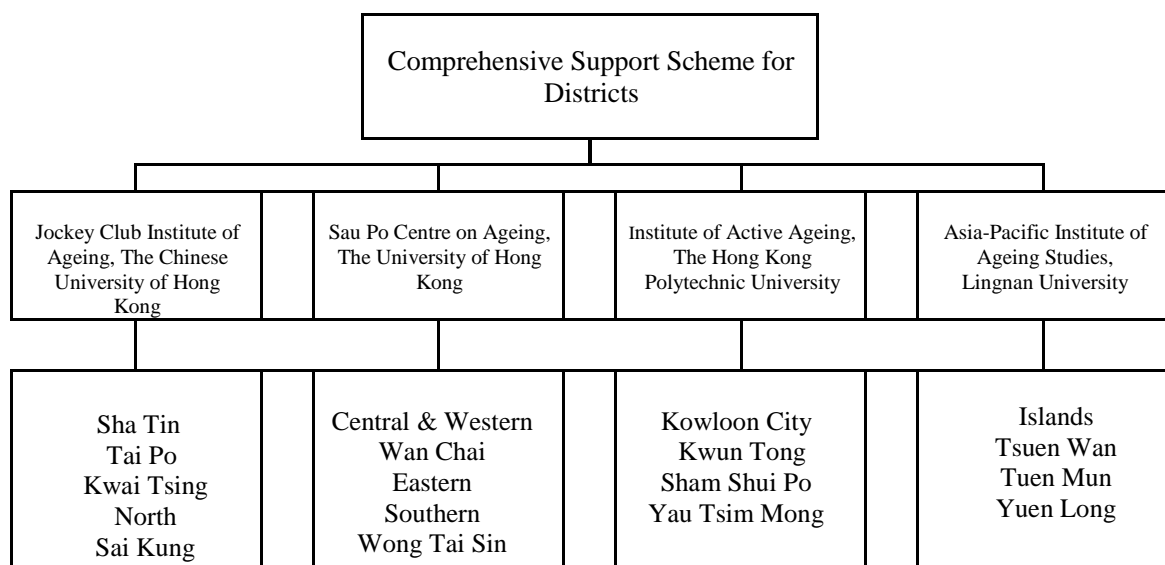 Comprehensive Support Scheme for
Districts
Jockey Club Institute of
Ageing, The Chinese
University of Hong
Kong
Sau Po Centre on Ageing,
The University of Hong
Kong
Institute of Active Ageing,
The Hong Kong
Polytechnic University
Asia-Pacific Institute of
Ageing Studies,
Lingnan University
Sha Tin
Tai Po
Kwai Tsing
North
Sai Kung
Central & Western
Wan Chai
Eastern
Southern
Wong Tai Sin
Kowloon City
Kwun Tong
Sham Shui Po
Yau Tsim Mong
Islands
Tsuen Wan
Tuen Mun
Yuen Long